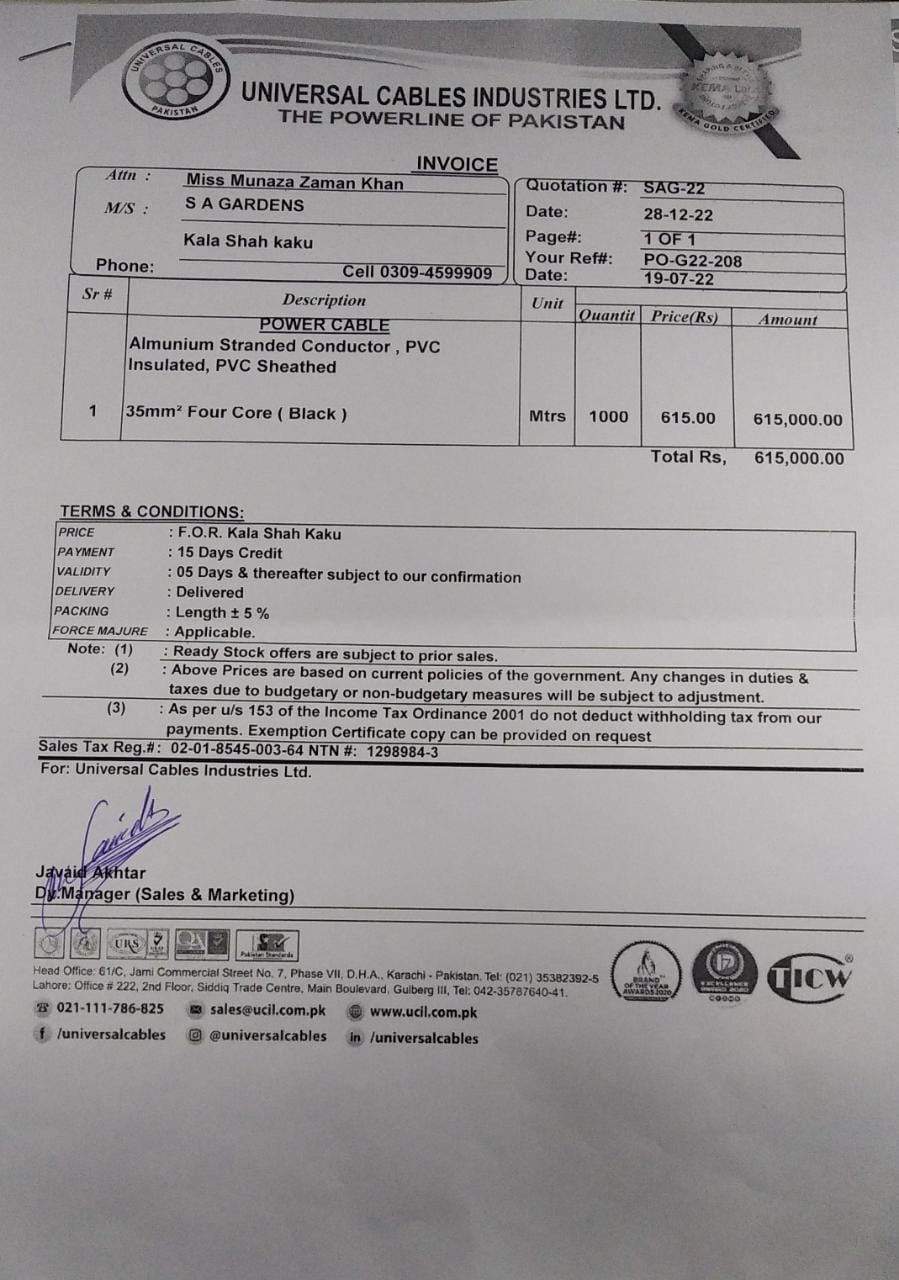 UNIVERSAL CABLES
PAKISTAN
UNIVERSAL CABLES INDUSTRIES LTD.
THE POWERLINE OF PAKISTAN
KEMA GOLD CERTIFIED
INVOICE
Attn : Miss Munaza Zaman Khan
M/S : S A GARDENS
Kala Shah kaku
Phone: Cell 0309-4599909
Quotation #: SAG-22
Date: 28-12-22
Page#: 1 OF 1
Your Ref#: PO-G22-208
Date: 19-07-22
Sr # Description Unit Quantit Price(Rs) Amount
POWER CABLE
Almunium Stranded Conductor , PVC
Insulated, PVC Sheathed
1 35mm² Four Core ( Black ) Mtrs 1000 615.00 615,000.00
Total Rs, 615,000.00
TERMS & CONDITIONS:
PRICE : F.O.R. Kala Shah Kaku
PAYMENT : 15 Days Credit
VALIDITY : 05 Days & thereafter subject to our confirmation
DELIVERY : Delivered
PACKING : Length ± 5 %
FORCE MAJURE : Applicable.
Note: (1) : Ready Stock offers are subject to prior sales.
(2) : Above Prices are based on current policies of the government. Any changes in duties &
taxes due to budgetary or non-budgetary measures will be subject to adjustment.
(3) : As per u/s 153 of the Income Tax Ordinance 2001 do not deduct withholding tax from our
payments. Exemption Certificate copy can be provided on request
Sales Tax Reg.#: 02-01-8545-003-64 NTN #: 1298984-3
For: Universal Cables Industries Ltd.
Javaid Akhtar
Dy.Manager (Sales & Marketing)
URS
Pakistan Standards
Head Office: 61/C, Jami Commercial Street No. 7, Phase VII, D.H.A., Karachi - Pakistan. Tel: (021) 35382392-5
Lahore: Office # 222, 2nd Floor, Siddiq Trade Centre, Main Boulevard, Gulberg III, Tel: 042-35787640-41.
021-111-786-825 sales@ucil.com.pk www.ucil.com.pk
/universalcables @universalcables in /universalcables
BRAND
OF THE YEAR
AWARDS 2020
TICW